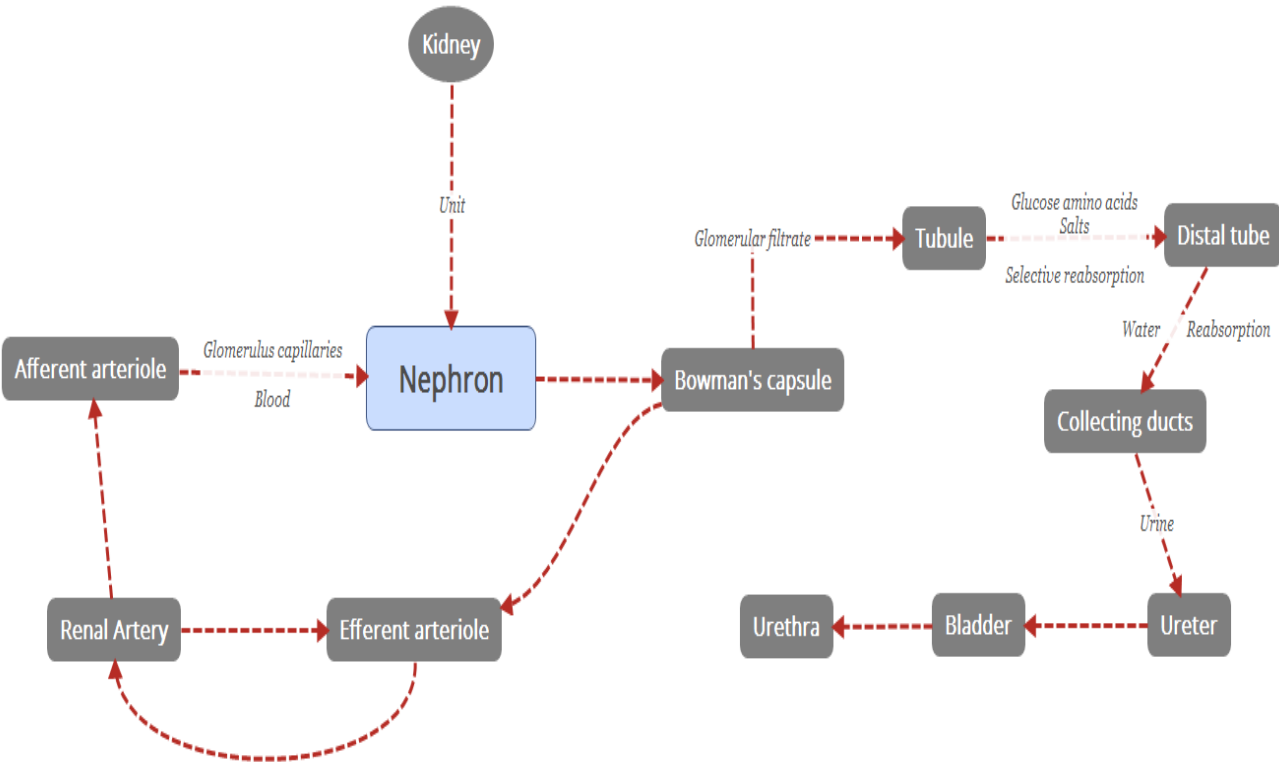 Kidney
Unit
Glucose amino acids
Salts
Glomerular filtrate
Tubule
Distal tube
Selective reabsorption
Water
Reabsorption
Glomerulus capillaries
Afferent arteriole
Blood
Nephron
Bowman's capsule
Collecting ducts
Urine
Renal Artery
Efferent arteriole
Urethra
Bladder
Ureter